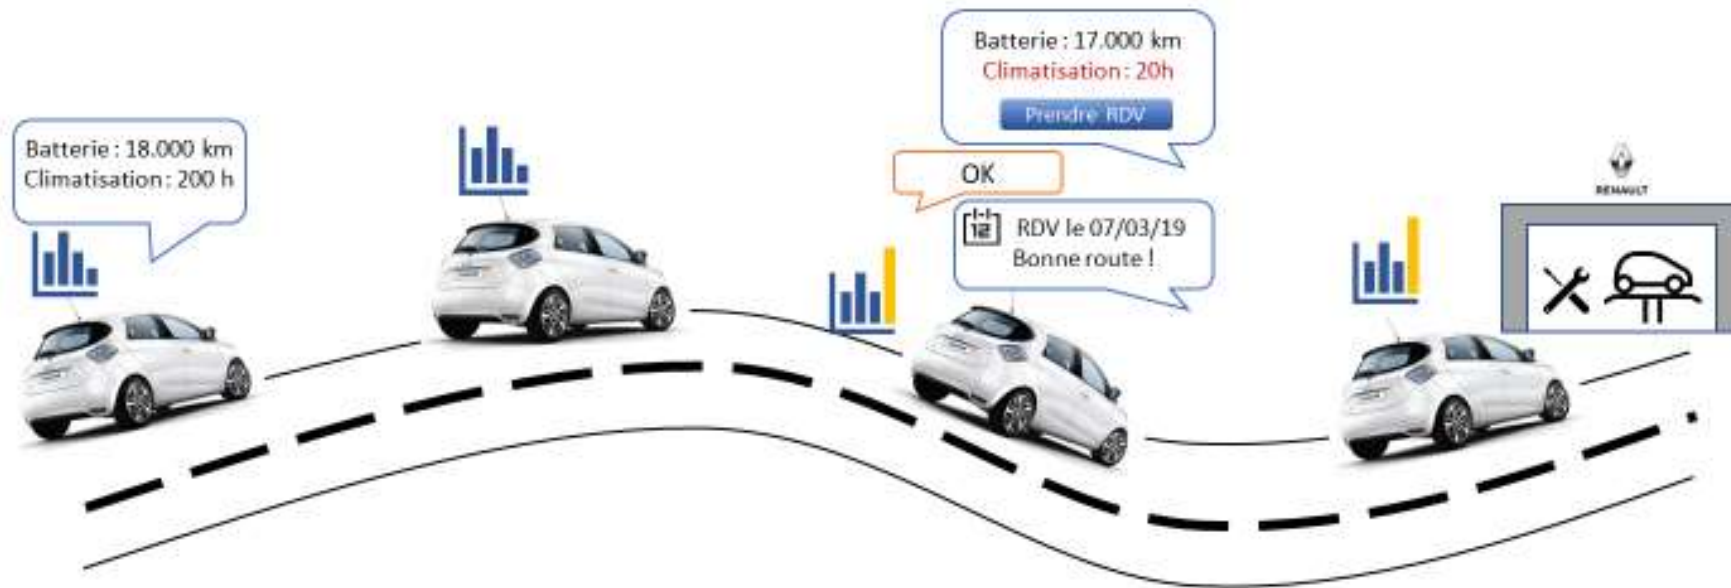 Batterie : 18.000 km
Climatisation : 200 h
Batterie : 17.000 km
Climatisation : 20h
Prendre RDV
OK
12
RDV le 07/03/19
Bonne route !
RENAULT